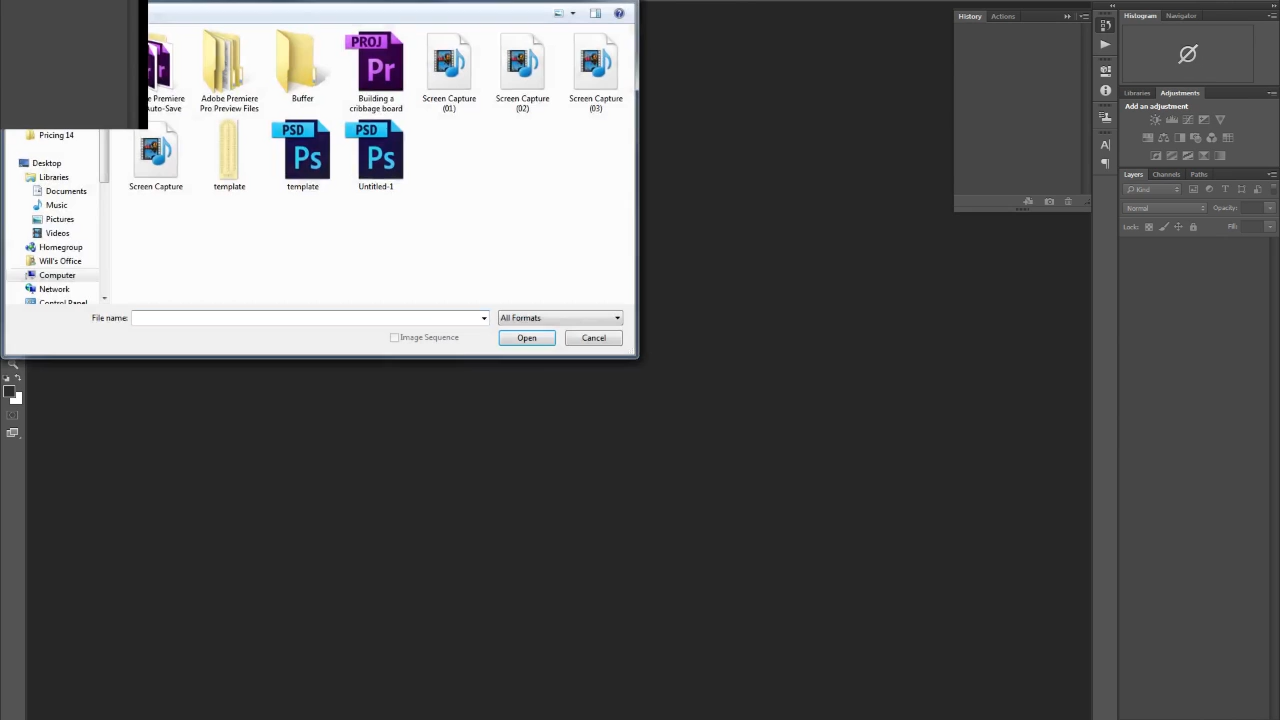 History
Actions
Histogram
Navigator
PROJ
Pr
e Premiere
Auto-Save
Adobe Premiere
Pro Preview Files
Buffer
Building a
cribbage board
Screen Capture
(01)
Screen Capture
(02)
Screen Capture
(03)
Libraries
Adjustments
Add an adjustment
Pricing 14
PSD
Ps
PSD
Ps
Desktop
Libraries
Documents
Music
Pictures
Videos
Homegroup
Will's Office
Computer
Network
Control Panel
Screen Capture
template
template
Untitled-1
Layers
Channels
Paths
Kind
Normal
Opacity:
Lock:
Fill:
File name:
All Formats
Image Sequence
Open
Cancel